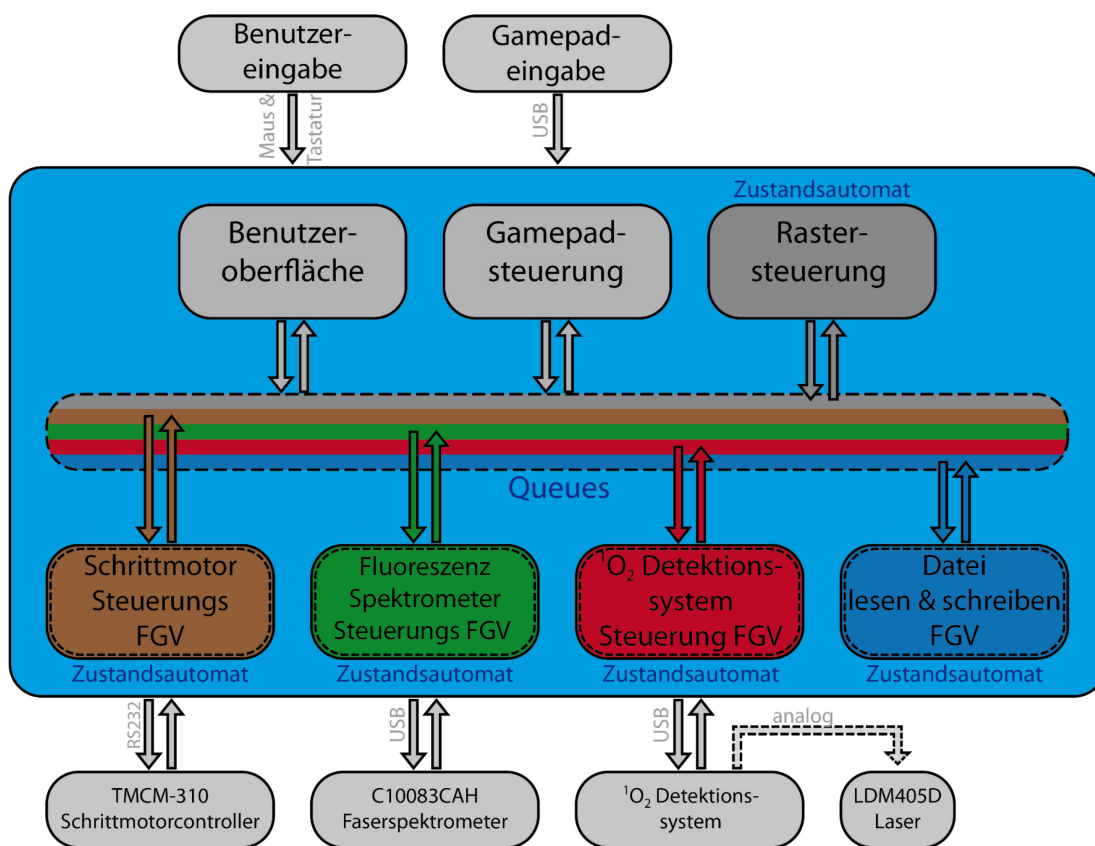 Benutzer-
eingabe
Gamepad-
eingabe
Maus &
Tastatur
USB
Zustandsautomat
Benutzer-
oberfläche
Gamepad-
steuerung
Raster-
steuerung
Queues
Schrittmotor
Steuerungs
FGV
Fluoreszenz
Spektrometer
Steuerungs FGV
¹O₂ Detektions-
system
Steuerung FGV
Datei
lesen & schreiben
FGV
Zustandsautomat
Zustandsautomat
Zustandsautomat
Zustandsautomat
RS232
USB
USB
analog
TMCM-310
Schrittmotorcontroller
C10083CAH
Faserspektrometer
¹O₂ Detektions-
system
LDM405D
Laser